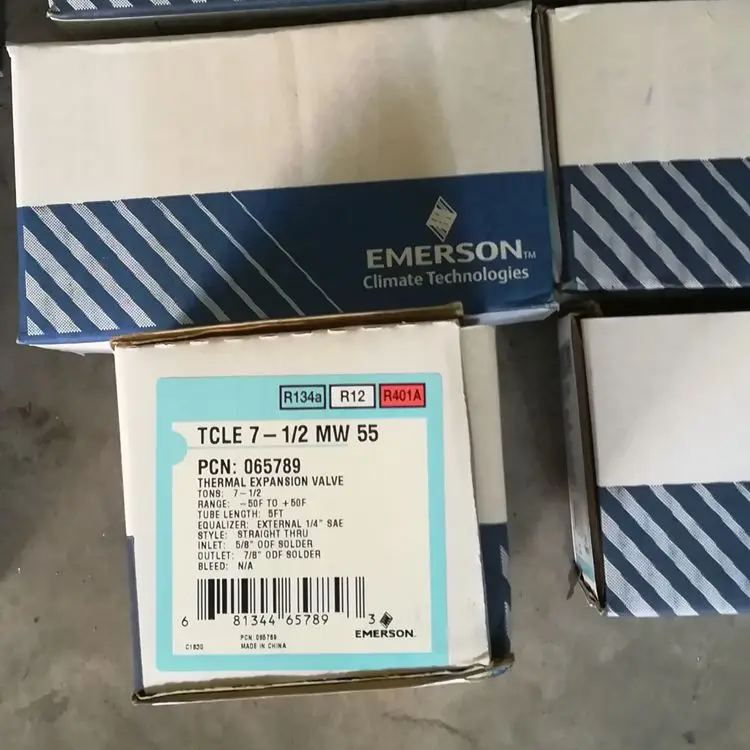 EMERSON™
Climate Technologies
R134a R12 R401A
TCLE 7-1/2 MW 55
PCN: 065789
THERMAL EXPANSION VALVE
TONS: 7-1/2
RANGE: -50F TO +50F
TUBE LENGTH: 5FT
EQUALIZER: EXTERNAL 1/4" SAE
STYLE: STRAIGHT THRU
INLET: 5/8" ODF SOLDER
OUTLET: 7/8" ODF SOLDER
BLEED: N/A
6 81344 65789 3
EMERSON.
PCN: 065789
MADE IN CHINA